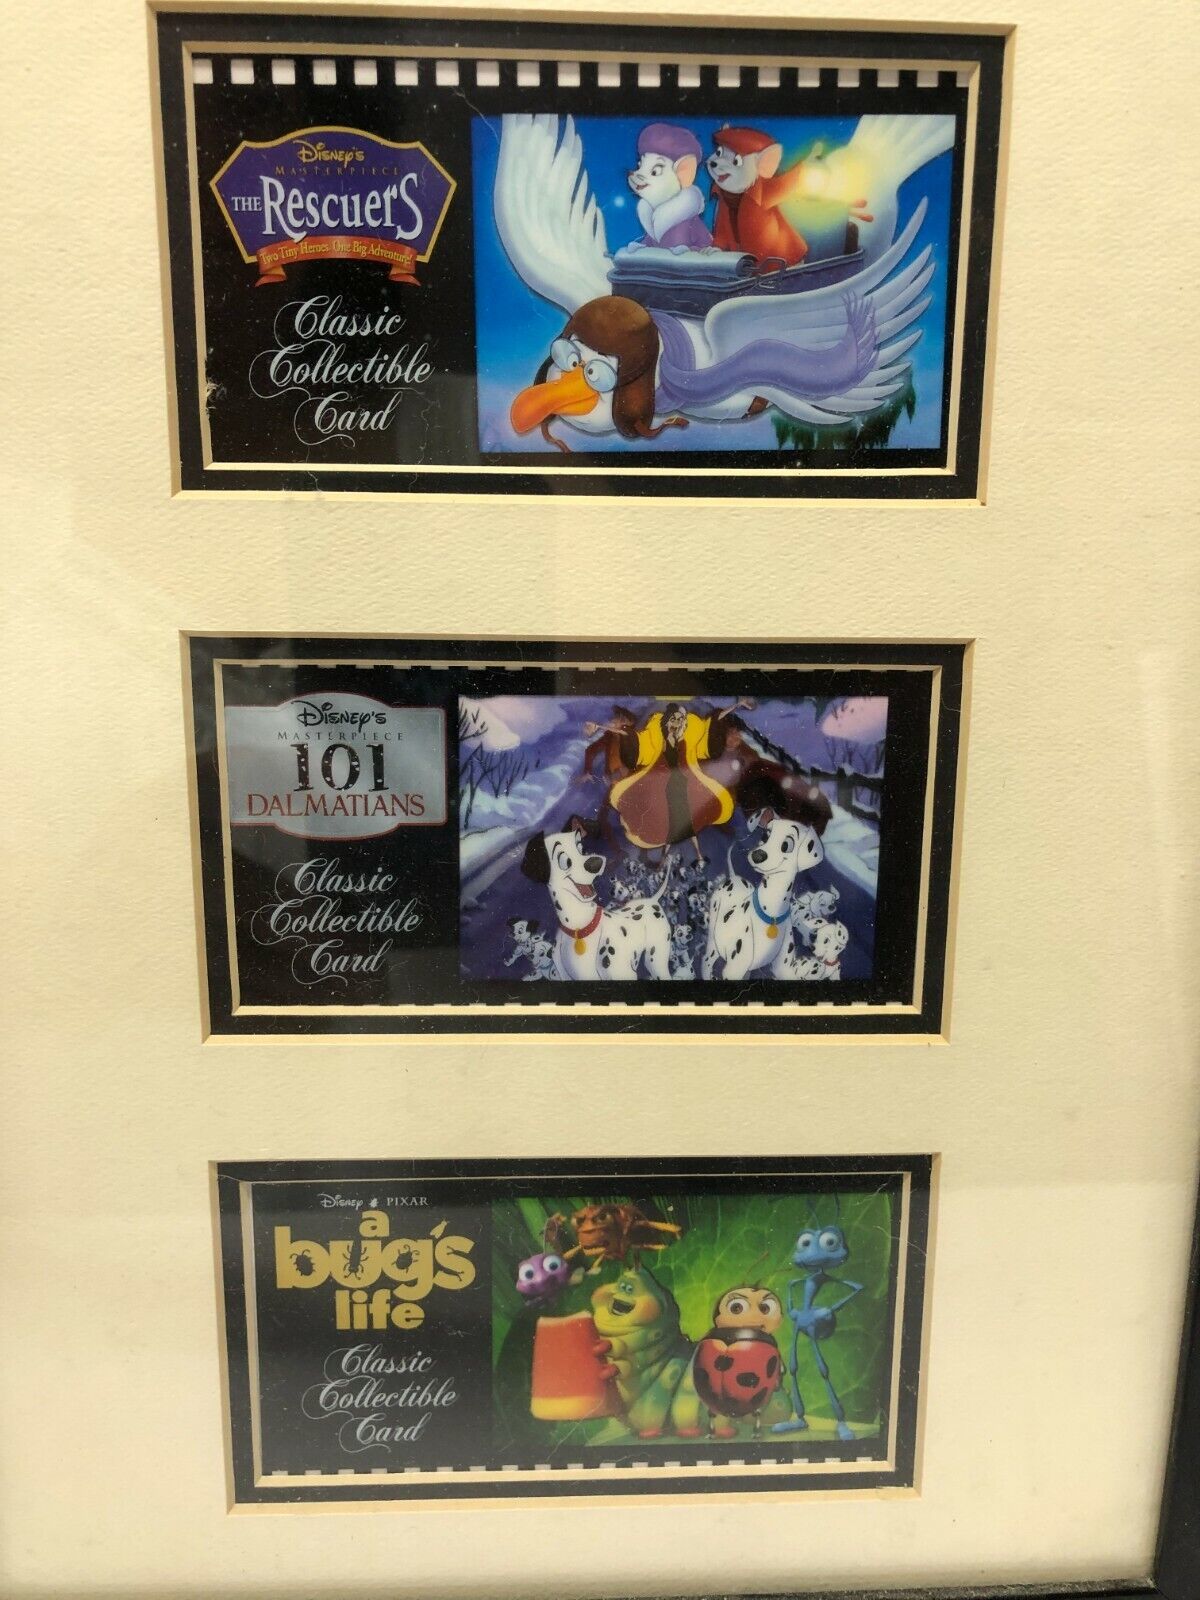 Disney's
MASTERPIECE
THE RESCUERS
Two Tiny Heroes. One Big Adventure!
Classic
Collectible
Card
Disney's
MASTERPIECE
101
DALMATIANS
Classic
Collectible
Card
Disney PIXAR
a
bug's
life
Classic
Collectible
Card